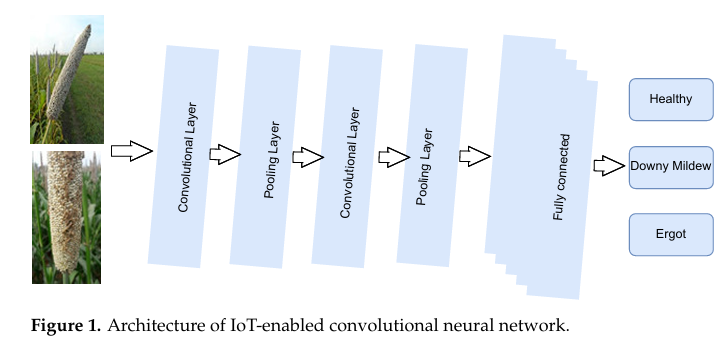 Convolutional Layer
Pooling Layer
Convolutional Layer
Pooling Layer
Fully connected
Healthy
Downy Mildew
Ergot
Figure 1. Architecture of IoT-enabled convolutional neural network.